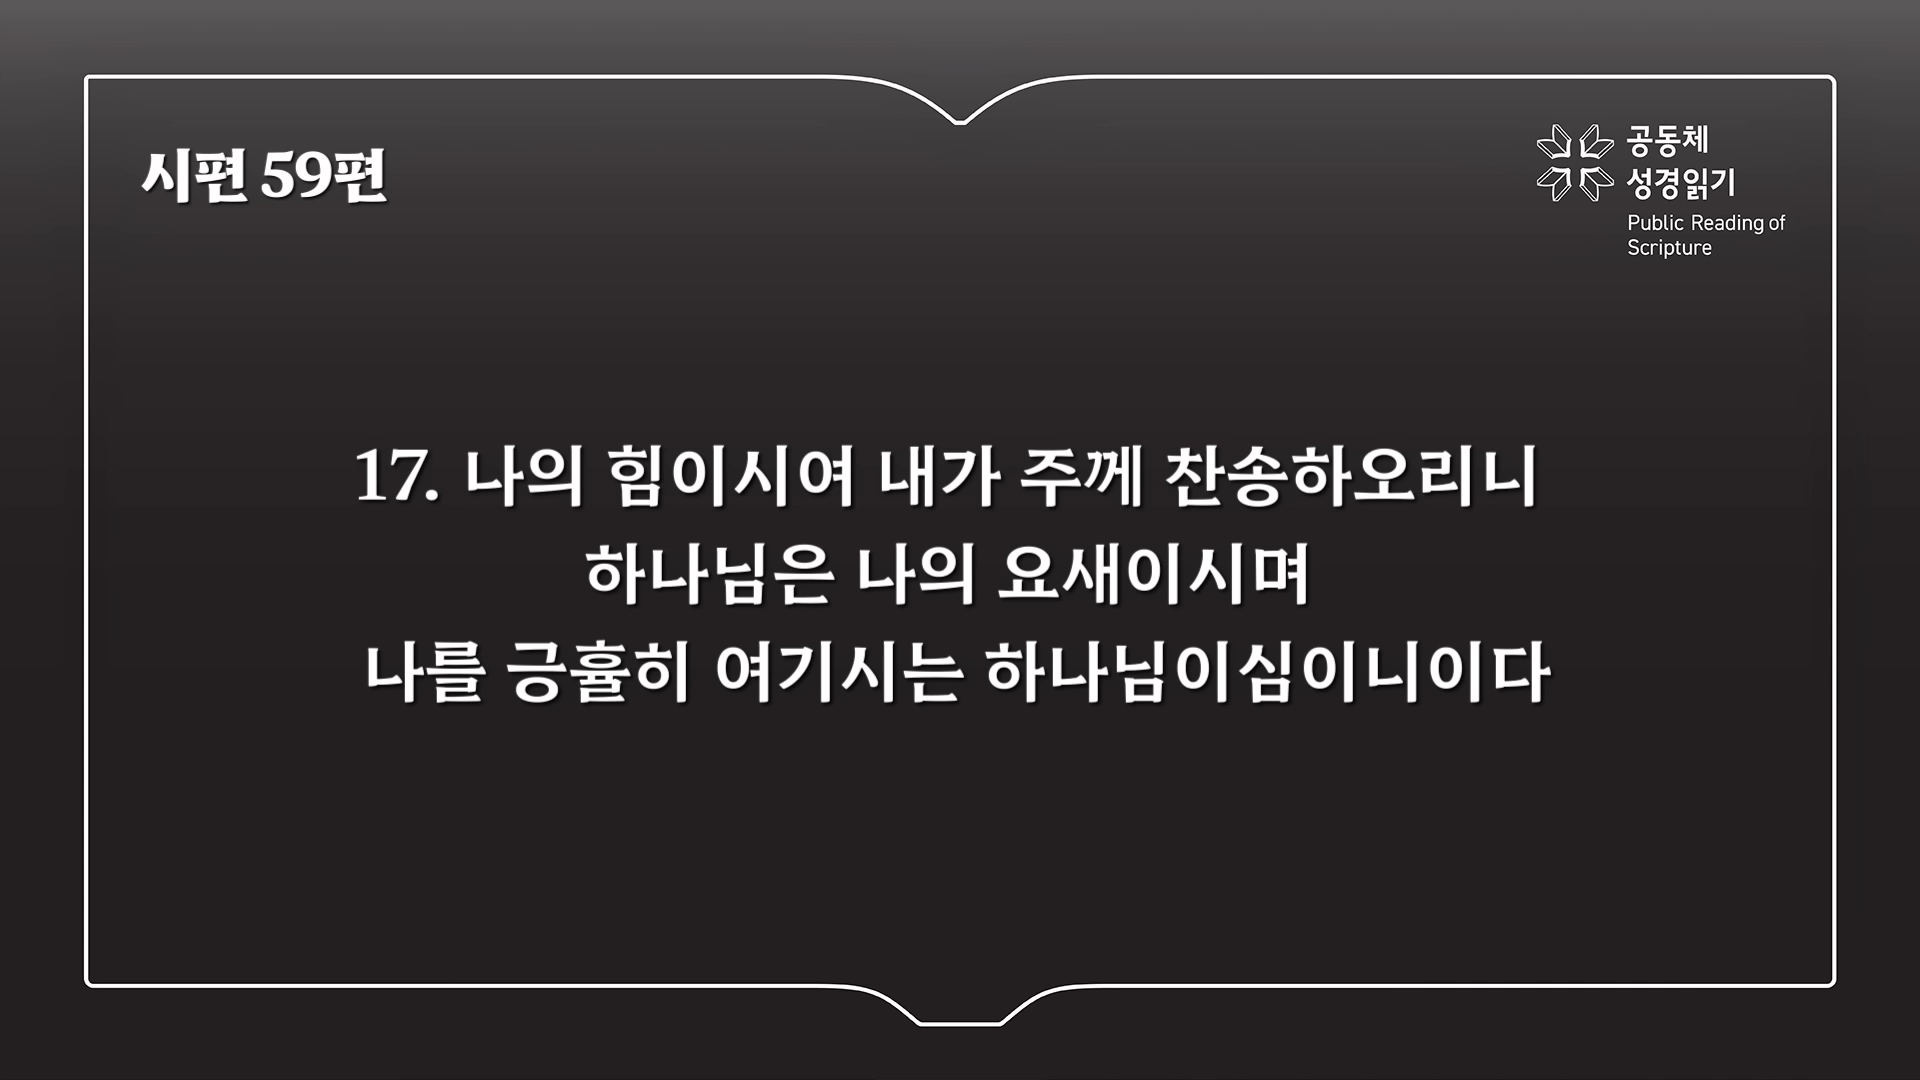 시편 59편
공동체
성경읽기
Public Reading of
Scripture
17. 나의 힘이시여 내가 주께 찬송하오리니
하나님은 나의 요새이시며
나를 긍휼히 여기시는 하나님이심이니이다